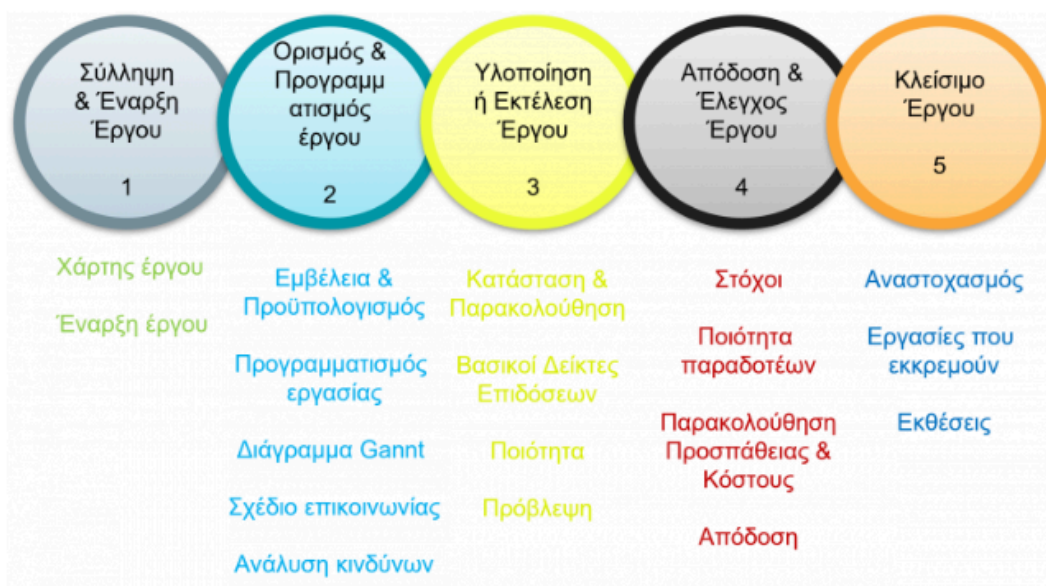 Σύλληψη
& Έναρξη
Έργου
1
Ορισμός &
Προγραμμ
ατισμός
έργου
2
Υλοποίηση
ή Εκτέλεση
Έργου
3
Απόδοση &
Έλεγχος
Έργου
4
Κλείσιμο
Έργου
5
Χάρτης έργου
Έναρξη έργου
Εμβέλεια &
Προϋπολογισμός
Προγραμματισμός
εργασίας
Διάγραμμα Gannt
Σχέδιο επικοινωνίας
Ανάλυση κινδύνων
Κατάσταση &
Παρακολούθηση
Βασικοί Δείκτες
Επιδόσεων
Ποιότητα
Πρόβλεψη
Στόχοι
Ποιότητα
παραδοτέων
Παρακολούθηση
Προσπάθειας &
Κόστους
Απόδοση
Αναστοχασμός
Εργασίες που
εκκρεμούν
Εκθέσεις